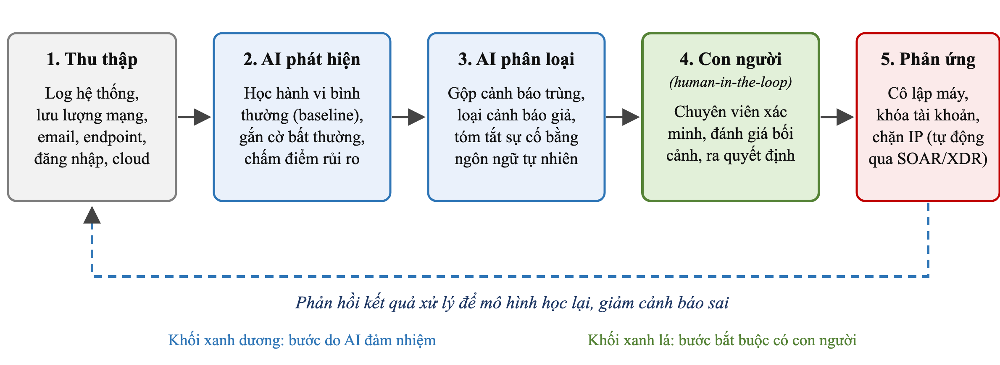 1. Thu thập
Log hệ thống,
lưu lượng mạng,
email, endpoint,
đăng nhập, cloud
2. AI phát hiện
Học hành vi bình
thường (baseline),
gắn cờ bất thường,
chấm điểm rủi ro
3. AI phân loại
Gộp cảnh báo trùng,
loại cảnh báo giả,
tóm tắt sự cố bằng
ngôn ngữ tự nhiên
4. Con người
(human-in-the-loop)
Chuyên viên xác
minh, đánh giá bối
cảnh, ra quyết định
5. Phản ứng
Cô lập máy,
khóa tài khoản,
chặn IP (tự động
qua SOAR/XDR)
Phản hồi kết quả xử lý để mô hình học lại, giảm cảnh báo sai
Khối xanh dương: bước do AI đảm nhiệm
Khối xanh lá: bước bắt buộc có con người